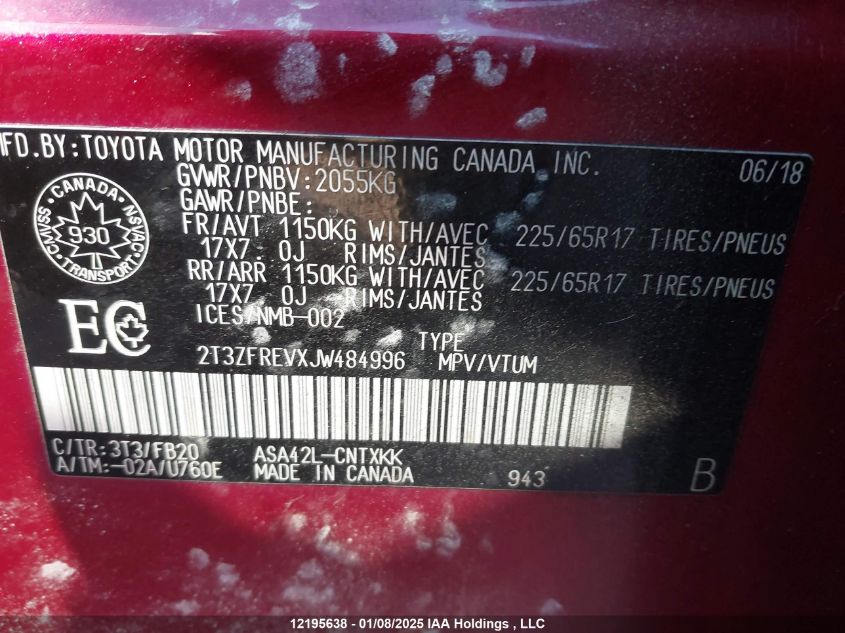 MFD.BY:TOYOTA MOTOR MANUFACTURING CANADA INC. 06/18
GVWR/PNBV:2055KG
GAWR/PNBE:
FR/AVT 1150KG WITH/AVEC 225/65R17 TIRES/PNEUS
17X7.0J RIMS/JANTES
RR/ARR 1150KG WITH/AVEC 225/65R17 TIRES/PNEUS
17X7.0J RIMS/JANTES
ICES/NMB-002
CANADA
CMVSS 930 NSVAC
TRANSPORT
EC
TYPE
2T3ZFREVXJW484996 MPV/VTUM
C/TR:3T3/FB20 ASA42L-CNTXKK
A/TM:-02A/U760E MADE IN CANADA 943 B
12195638 - 01/08/2025 IAA Holdings , LLC